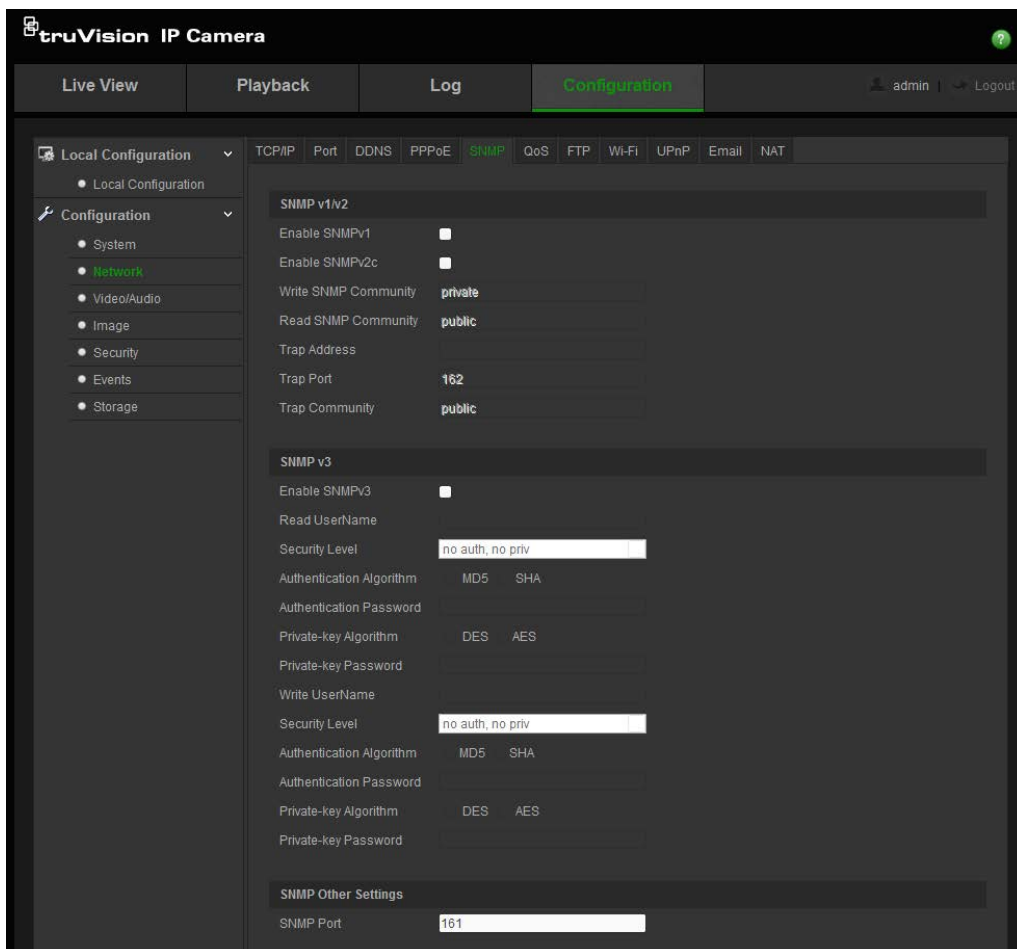 truVision IP Camera
?
Live View Playback Log Configuration admin | Logout
Local Configuration
Local Configuration
Configuration
System
Network
Video/Audio
Image
Security
Events
Storage
TCP/IP Port DDNS PPPoE SNMP QoS FTP Wi-Fi UPnP Email NAT
SNMP v1/v2
Enable SNMPv1
Enable SNMPv2c
Write SNMP Community private
Read SNMP Community public
Trap Address
Trap Port 162
Trap Community public
SNMP v3
Enable SNMPv3
Read UserName
Security Level no auth, no priv
Authentication Algorithm MD5 SHA
Authentication Password
Private-key Algorithm DES AES
Private-key Password
Write UserName
Security Level no auth, no priv
Authentication Algorithm MD5 SHA
Authentication Password
Private-key Algorithm DES AES
Private-key Password
SNMP Other Settings
SNMP Port 161